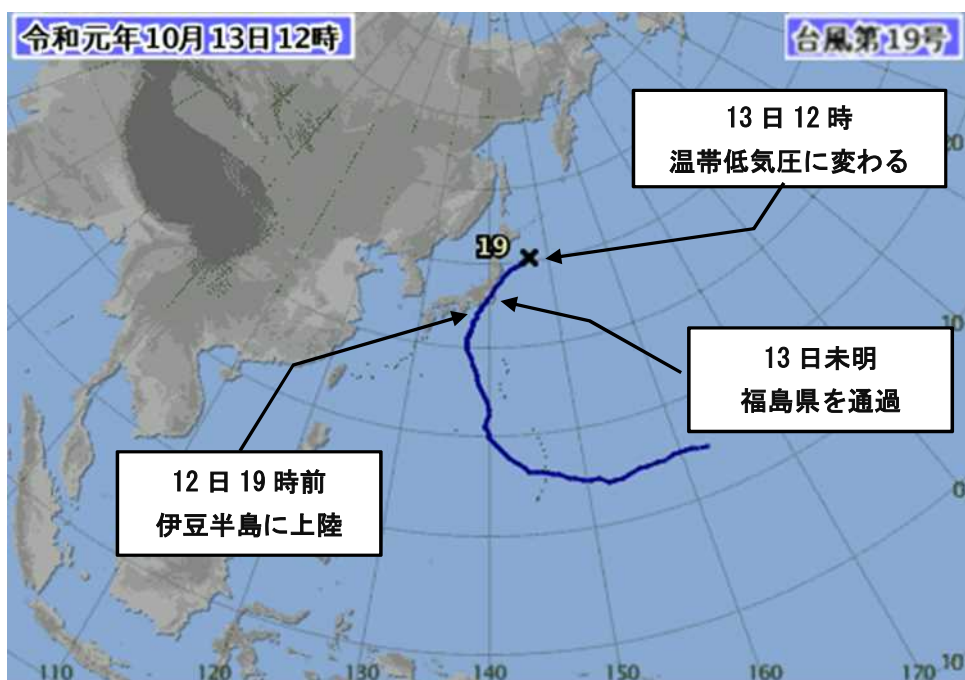 令和元年10月13日12時
台風第19号
13日12時
温帯低気圧に変わる
20
19
10
13日未明
福島県を通過
12日19時前
伊豆半島に上陸
0
110
120
130
140
150
160
170
10